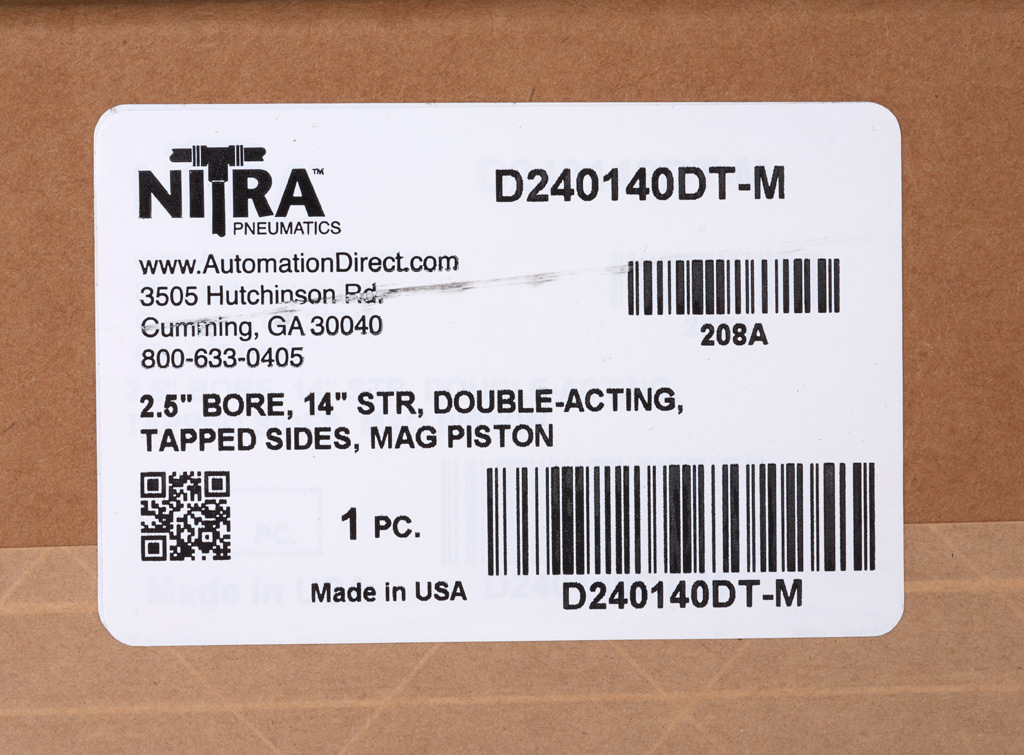 NITRA™
PNEUMATICS
D240140DT-M
www.AutomationDirect.com
3505 Hutchinson Rd.
Cumming, GA 30040
800-633-0405
208A
2.5" BORE, 14" STR, DOUBLE-ACTING,
TAPPED SIDES, MAG PISTON
1 PC.
Made in USA
D240140DT-M